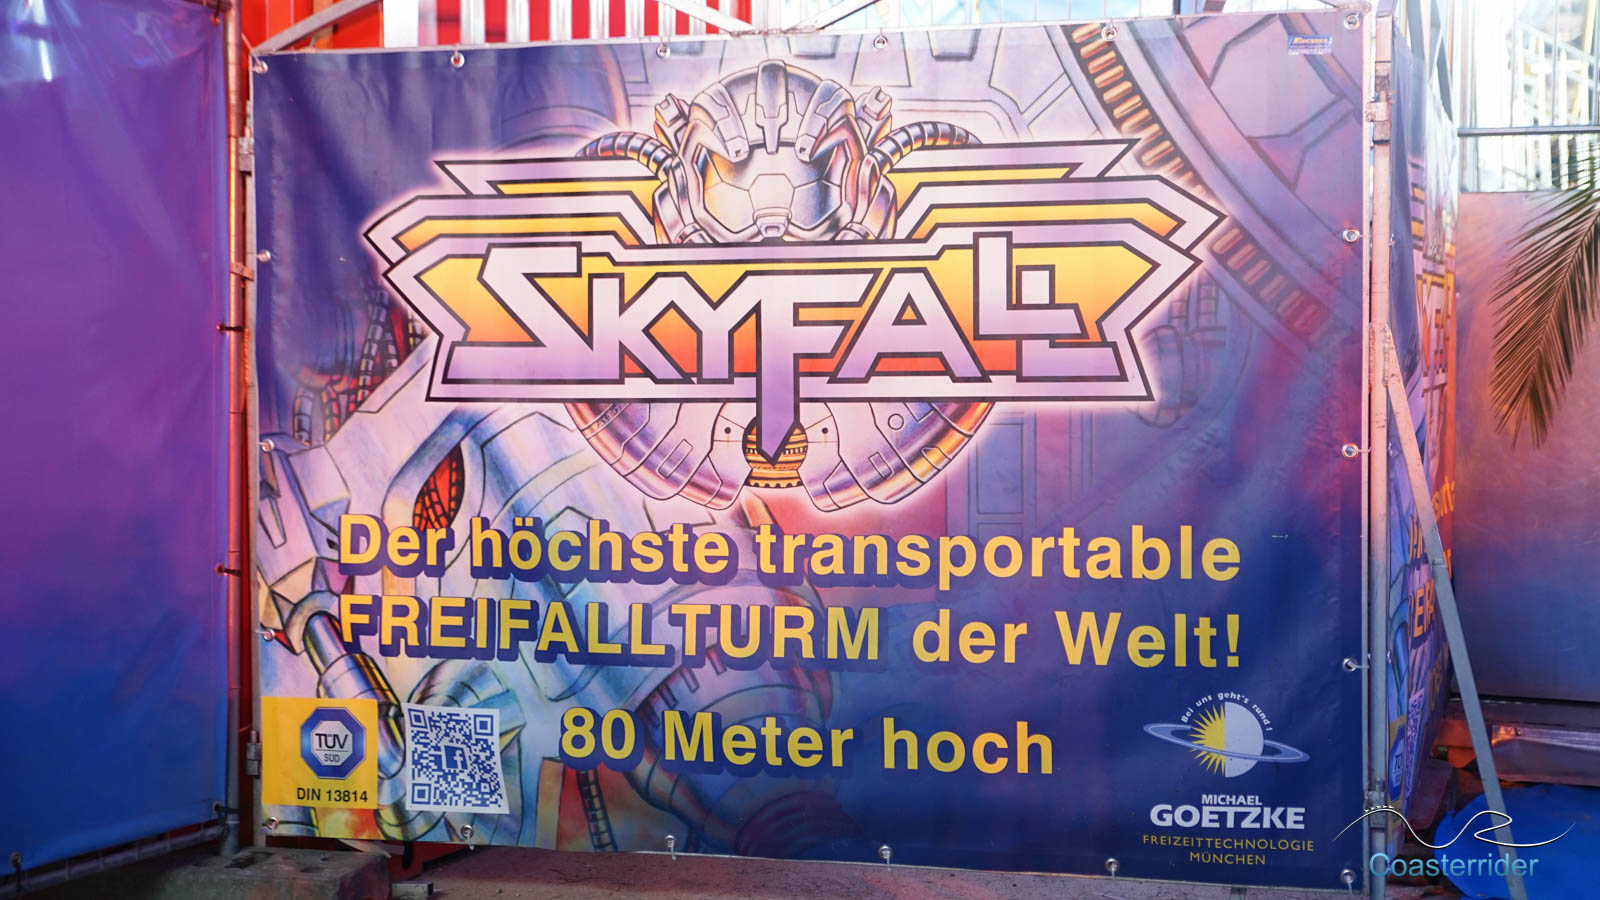 SKYFALL
Der höchste transportable
FREIFALLTURM der Welt!
80 Meter hoch
TÜV
SÜD
DIN 13814
f
Bei uns geht's rund!
MICHAEL
GOETZKE
FREIZEITTECHNOLOGIE
MÜNCHEN
Coasterrider